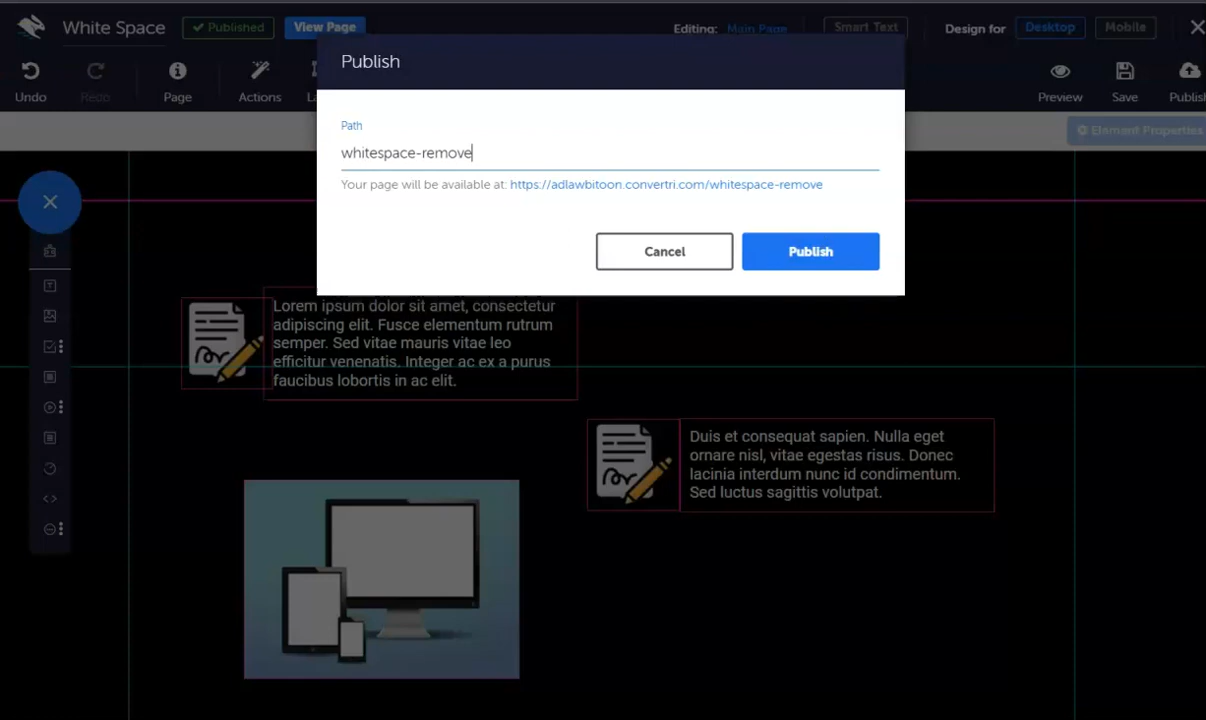 White Space
✔ Published
View Page
Editing: Main Page
Smart Text
Design for
Desktop
Mobile
Undo
Redo
Page
Actions
Preview
Save
Publish
Element Properties
Publish
Path
whitespace-remove
Your page will be available at: https://adlawbitoon.convertri.com/whitespace-remove
Cancel
Publish
Lorem ipsum dolor sit amet, consectetur
adipiscing elit. Fusce elementum rutrum
semper. Sed vitae mauris vitae leo
efficitur venenatis. Integer ac ex a purus
faucibus lobortis in ac elit.
Duis et consequat sapien. Nulla eget
ornare nisl, vitae egestas risus. Donec
lacinia interdum nunc id condimentum.
Sed luctus sagittis volutpat.